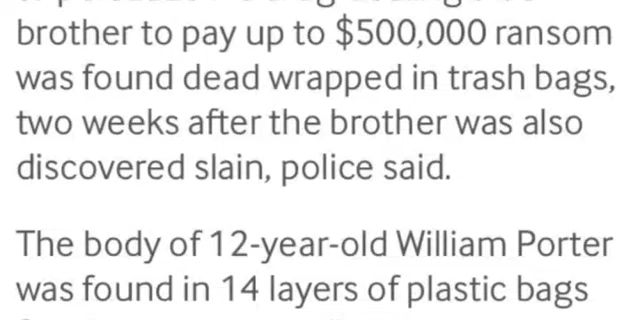 brother to pay up to $500,000 ransom
was found dead wrapped in trash bags,
two weeks after the brother was also
discovered slain, police said.
The body of 12-year-old William Porter
was found in 14 layers of plastic bags